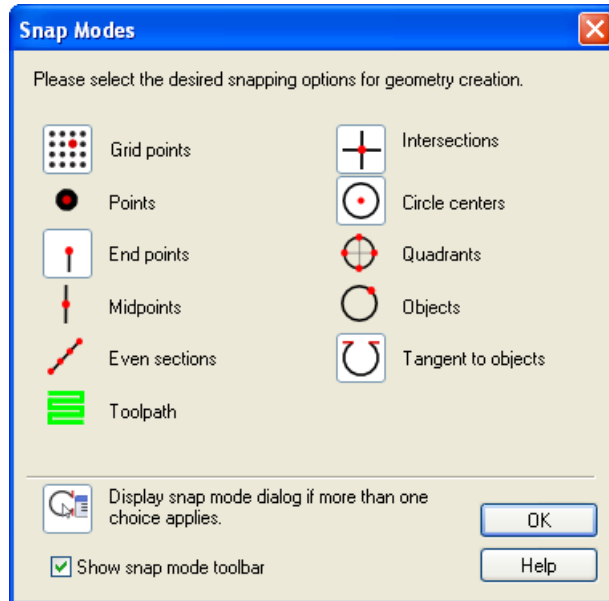 Snap Modes
Please select the desired snapping options for geometry creation.
Grid points
Points
End points
Midpoints
Even sections
Toolpath
Intersections
Circle centers
Quadrants
Objects
Tangent to objects
Display snap mode dialog if more than one
choice applies.
Show snap mode toolbar
OK
Help